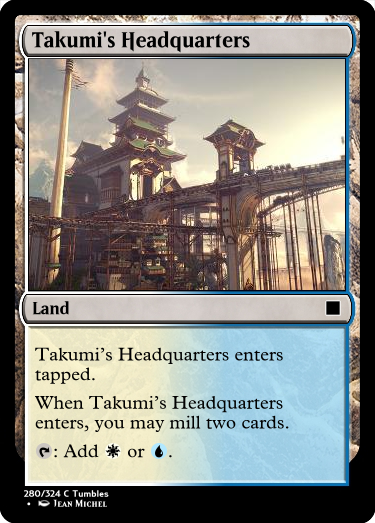 Takumi's Headquarters
Land
Takumi's Headquarters enters
tapped.
When Takumi's Headquarters
enters, you may mill two cards.
: Add or .
280/324 C Tumbles
• Jean Michel